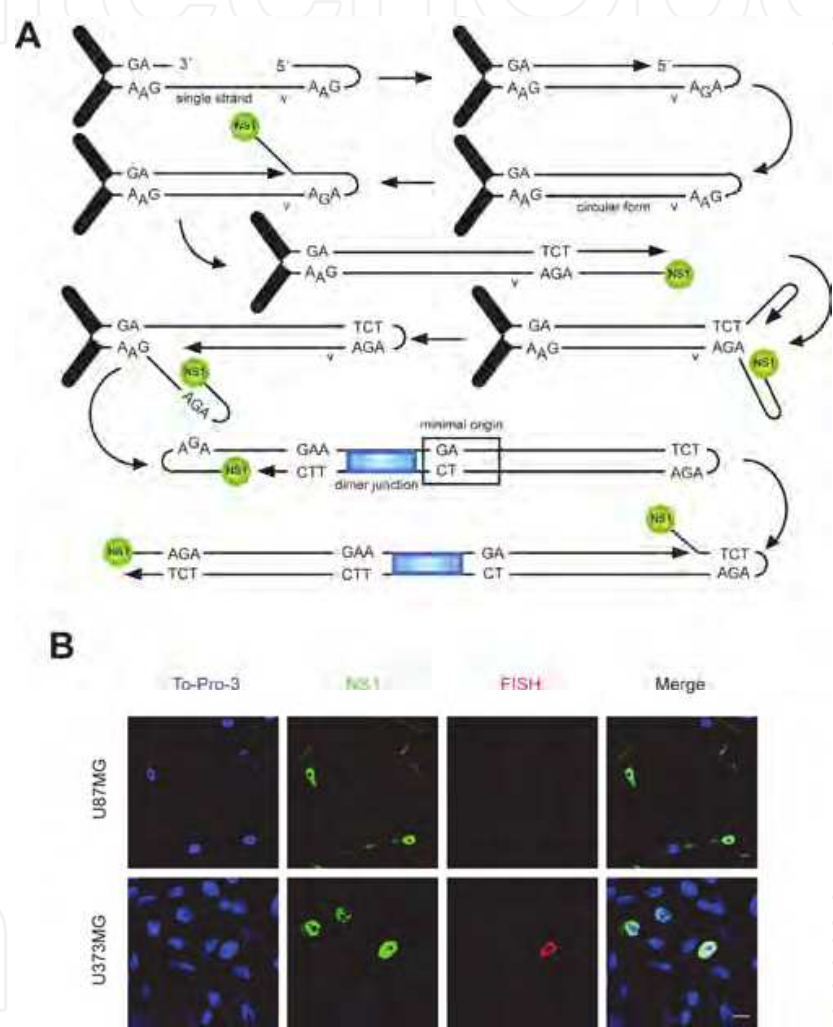 A
GA 3´ 5´ GA 5´
AAG single strand v AAG AAG v AGA
NS1
GA GA
AAG v AGA AAG circular form v AAG
GA TCT
AAG v AGA NS1
GA TCT GA TCT
AAG v AGA AAG v AGA
NS1 NS1
AGA
minimal origin
AGA GAA GA TCT
NS1 CTT dimer junction CT AGA
NS1
NS1 AGA GAA GA TCT
TCT CTT CT AGA
B
To-Pro-3 NS1 FISH Merge
U87MG
U373MG